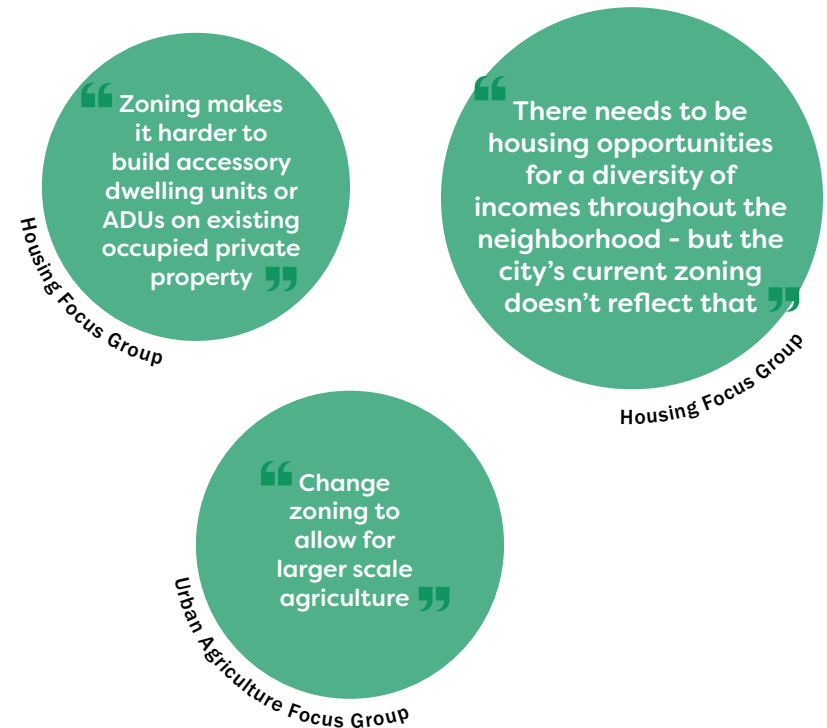 “ Zoning makes
it harder to
build accessory
dwelling units or
ADUs on existing
occupied private
property ”
Housing Focus Group
“ There needs to be
housing opportunities
for a diversity of
incomes throughout the
neighborhood - but the
city’s current zoning
doesn’t reflect that ”
Housing Focus Group
“ Change
zoning to
allow for
larger scale
agriculture ”
Urban Agriculture Focus Group